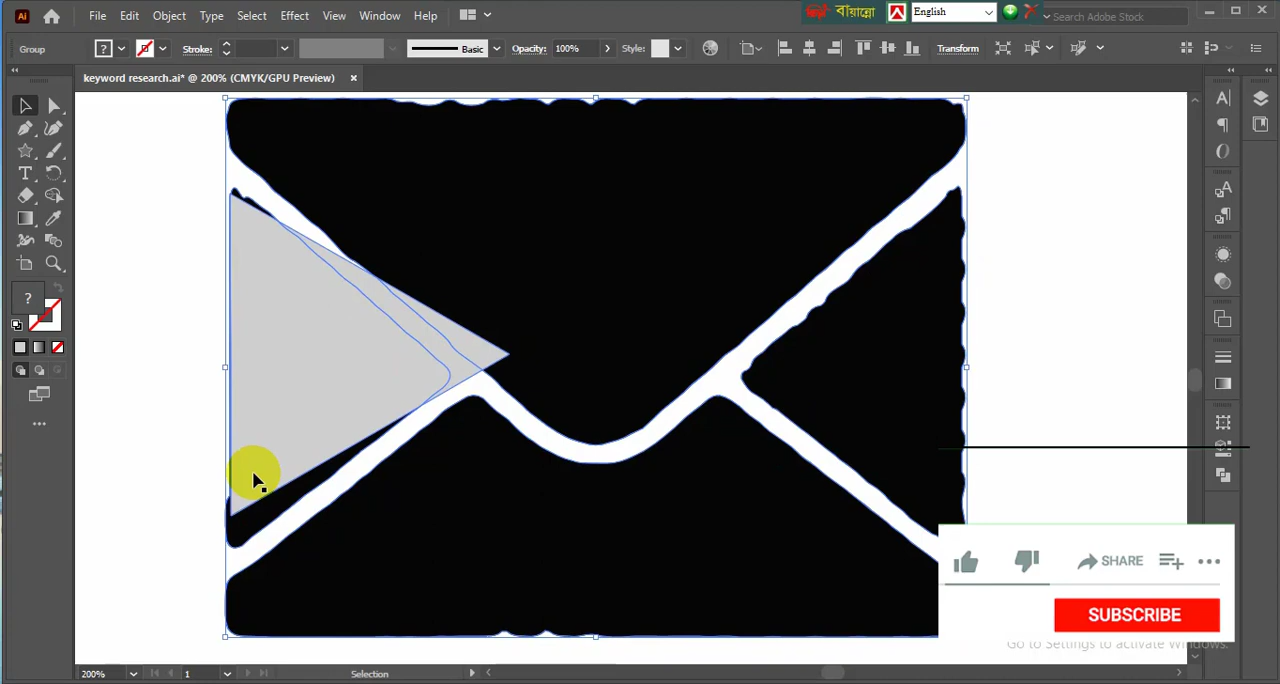 Ai File Edit Object Type Select Effect View Window Help
বাঁয়ান্নো English Search Adobe Stock
Group ? Stroke: Basic Opacity: 100% Style: Transform
keyword research.ai* @ 200% (CMYK/GPU Preview) ×
T
?
SHARE
SUBSCRIBE
Go to Settings to activate Windows.
200% 1 Selection